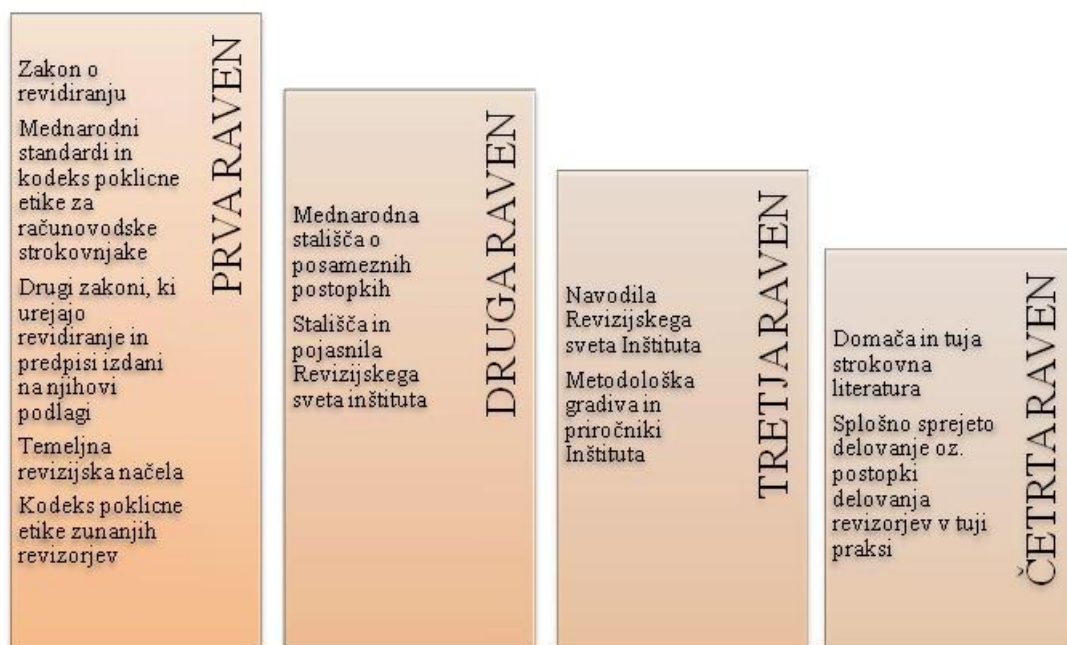 Zakon o
revidiranju
Mednarodni
standardi in
kodeks poklicne
etike za
računovodske
strokovnjake
Drugi zakoni, ki
urejajo
revidiranje in
predpisi izdani
na njihovi
podlagi
Temeljna
revizijska načela
Kodeks poklicne
etike zunanjih
revizorjev
PRVA RAVEN
Mednarodna
stališča o
posameznih
postopkih
Stališča in
pojasnila
Revizijskega
sveta inštituta
DRUGA RAVEN
Navodila
Revizijskega
sveta Inštituta
Metodološka
gradiva in
priročniki
Inštituta
TRETJA RAVEN
Domača in tuja
strokovna
literatura
Splošno sprejeto
delovanje oz.
postopki
delovanja
revizorjev v tuji
praksi
ČETRTA RAVEN